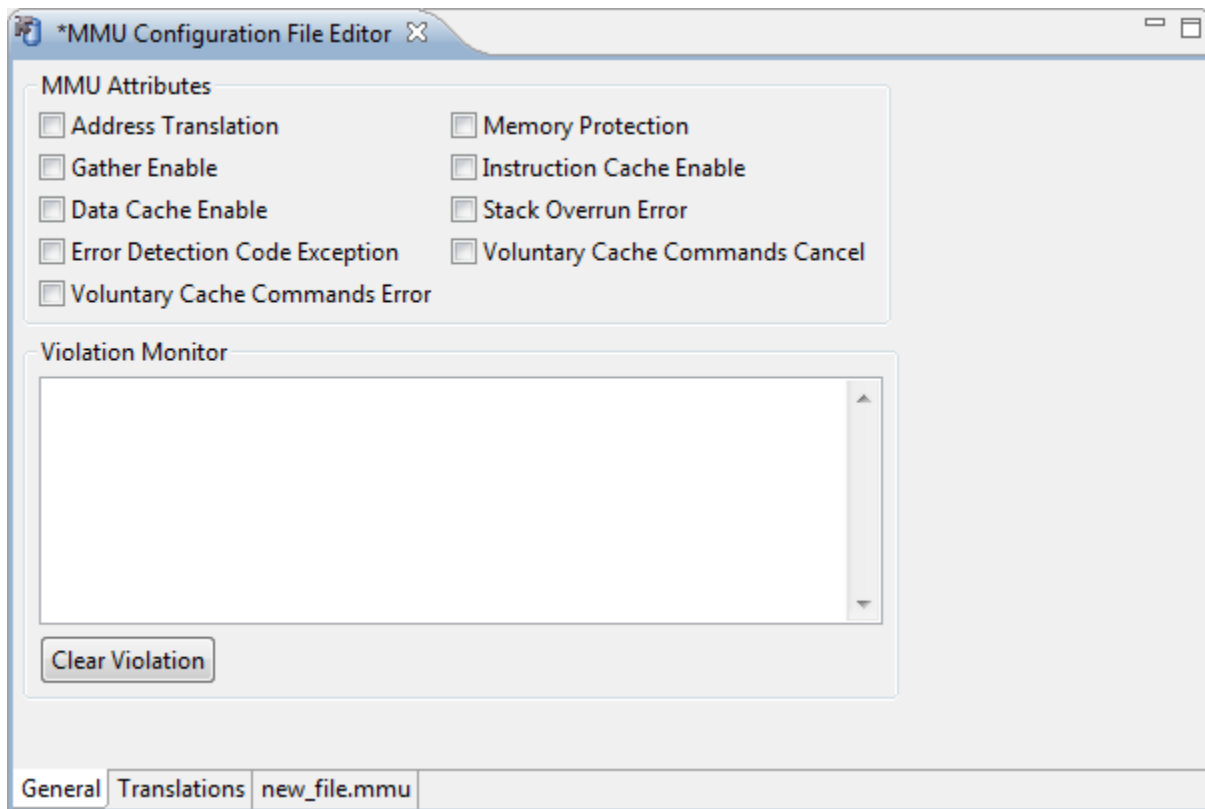 *MMU Configuration File Editor
MMU Attributes
Address Translation
Memory Protection
Gather Enable
Instruction Cache Enable
Data Cache Enable
Stack Overrun Error
Error Detection Code Exception
Voluntary Cache Commands Cancel
Voluntary Cache Commands Error
Violation Monitor
Clear Violation
General
Translations
new_file.mmu